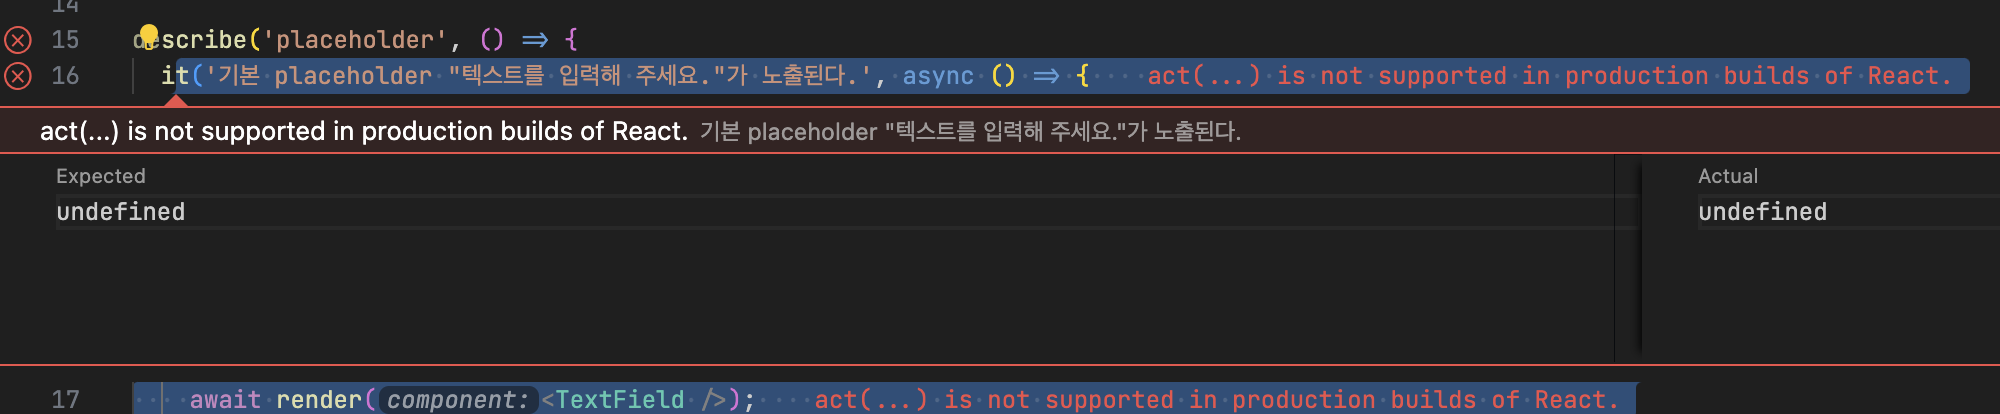 14
15 describe('placeholder', () => {
16 it('기본 placeholder "텍스트를 입력해 주세요."가 노출된다.', async () => { act(...) is not supported in production builds of React.
act(...) is not supported in production builds of React. 기본 placeholder "텍스트를 입력해 주세요."가 노출된다.
Expected Actual
undefined undefined
17 await render(component: <TextField />); act(...) is not supported in production builds of React.